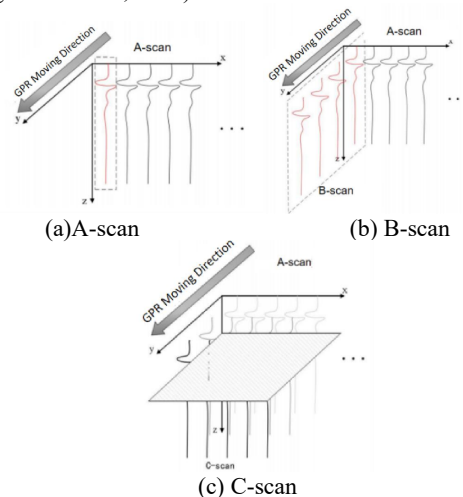 A-scan
x
GPR Moving Direction
y
z
...
(a)A-scan
A-scan
GPR Moving Direction
y
z
B-scan
...
(b) B-scan
A-scan
GPR Moving Direction
x
y
...
z
C-scan
(c) C-scan